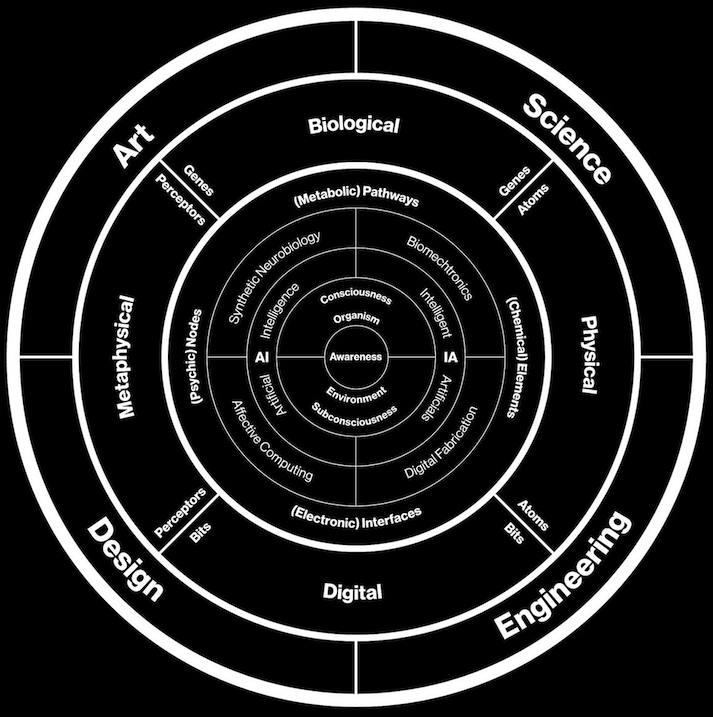 Art
Science
Biological
Genes
Perceptors
Genes
Atoms
(Metabolic) Pathways
Synthetic Neurobiology
Biomechtronics
Intelligence
Intelligent
Consciousness
Organism
Metaphysical
(Psychic) Nodes
AI
Awareness
IA
(Chemical) Elements
Physical
Environment
Subconsciousness
Artificial
Artificials
Affective Computing
Digital Fabrication
(Electronic) Interfaces
Perceptors
Bits
Atoms
Bits
Digital
Design
Engineering